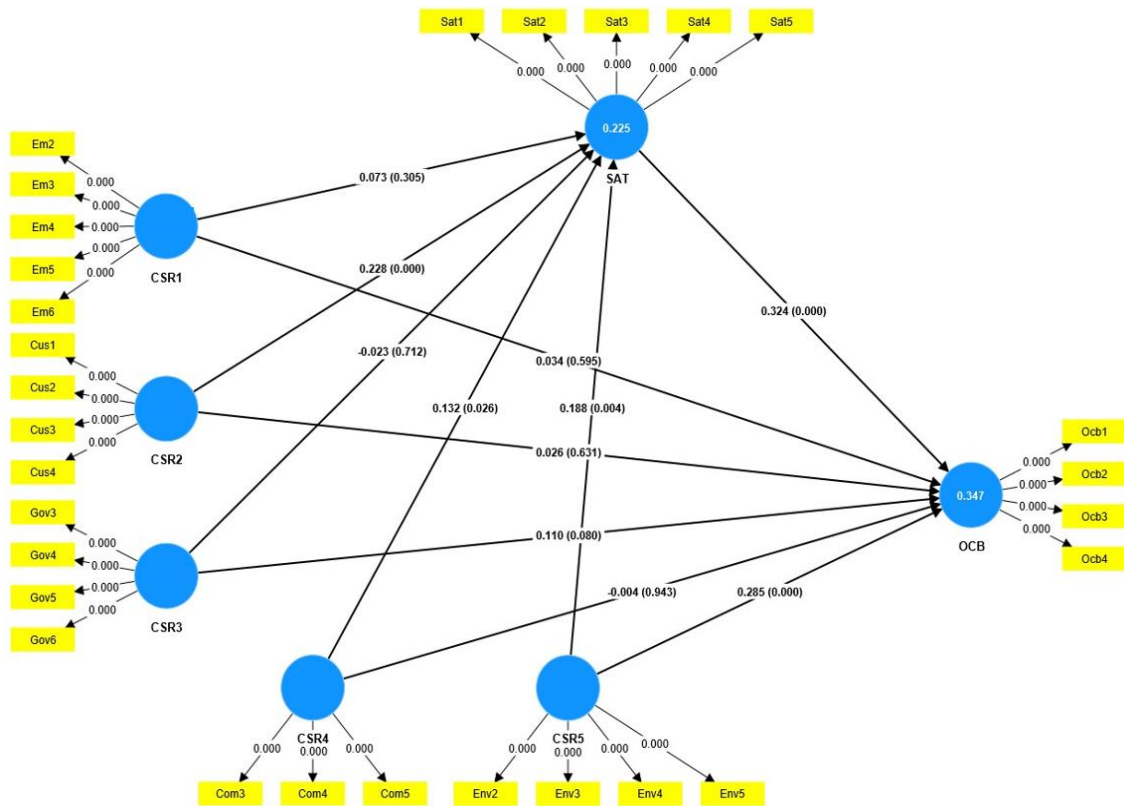 Sat1 Sat2 Sat3 Sat4 Sat5
0.000 0.000 0.000 0.000 0.000
0.225
SAT
Em2
Em3
Em4
Em5
Em6
0.000
0.000
0.000
0.000
0.000
CSR1
Cus1
Cus2
Cus3
Cus4
0.000
0.000
0.000
0.000
CSR2
Gov3
Gov4
Gov5
Gov6
0.000
0.000
0.000
0.000
CSR3
0.073 (0.305)
0.228 (0.000)
-0.023 (0.712)
0.132 (0.026)
0.188 (0.004)
0.324 (0.000)
0.034 (0.595)
0.026 (0.631)
0.110 (0.080)
-0.004 (0.943)
0.285 (0.000)
0.347
OCB
0.000
0.000
0.000
0.000
Ocb1
Ocb2
Ocb3
Ocb4
CSR4
0.000 0.000 0.000
Com3 Com4 Com5
CSR5
0.000 0.000 0.000 0.000
Env2 Env3 Env4 Env5